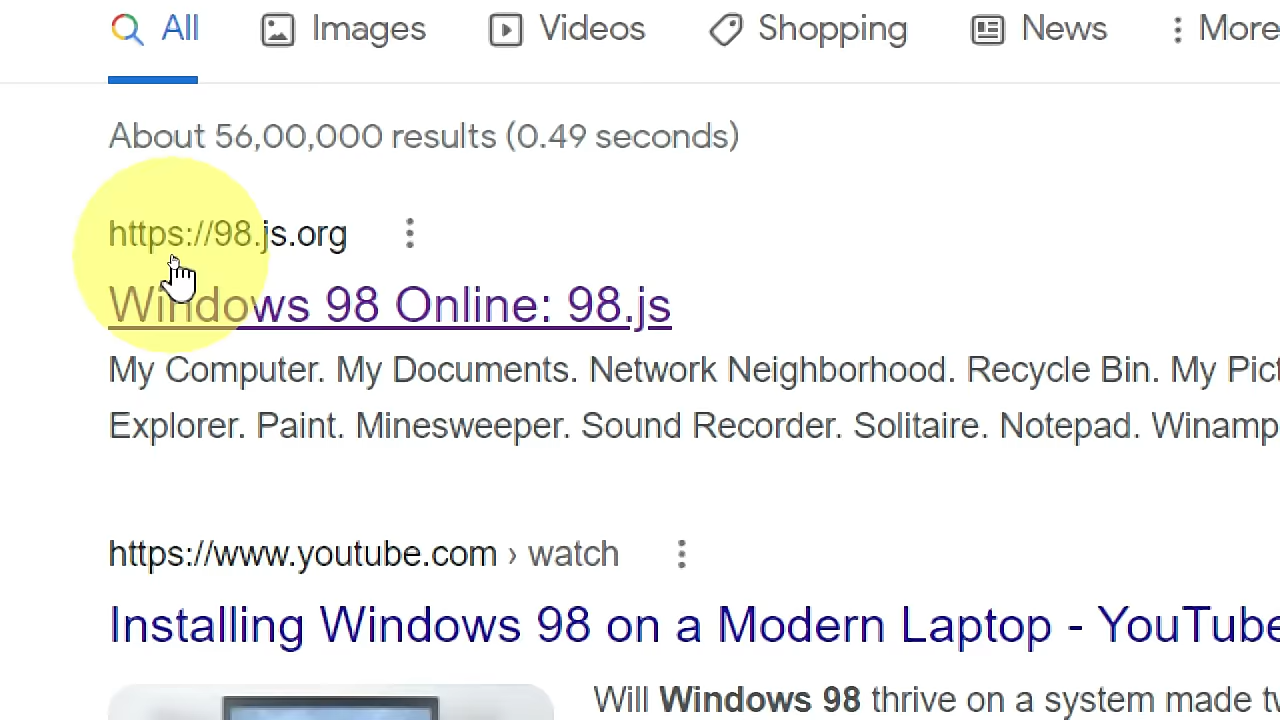 All Images Videos Shopping News More
About 56,00,000 results (0.49 seconds)
https://98.js.org
Windows 98 Online: 98.js
My Computer. My Documents. Network Neighborhood. Recycle Bin. My Pict
Explorer. Paint. Minesweeper. Sound Recorder. Solitaire. Notepad. Winamp
https://www.youtube.com › watch
Installing Windows 98 on a Modern Laptop - YouTube
Will Windows 98 thrive on a system made tw